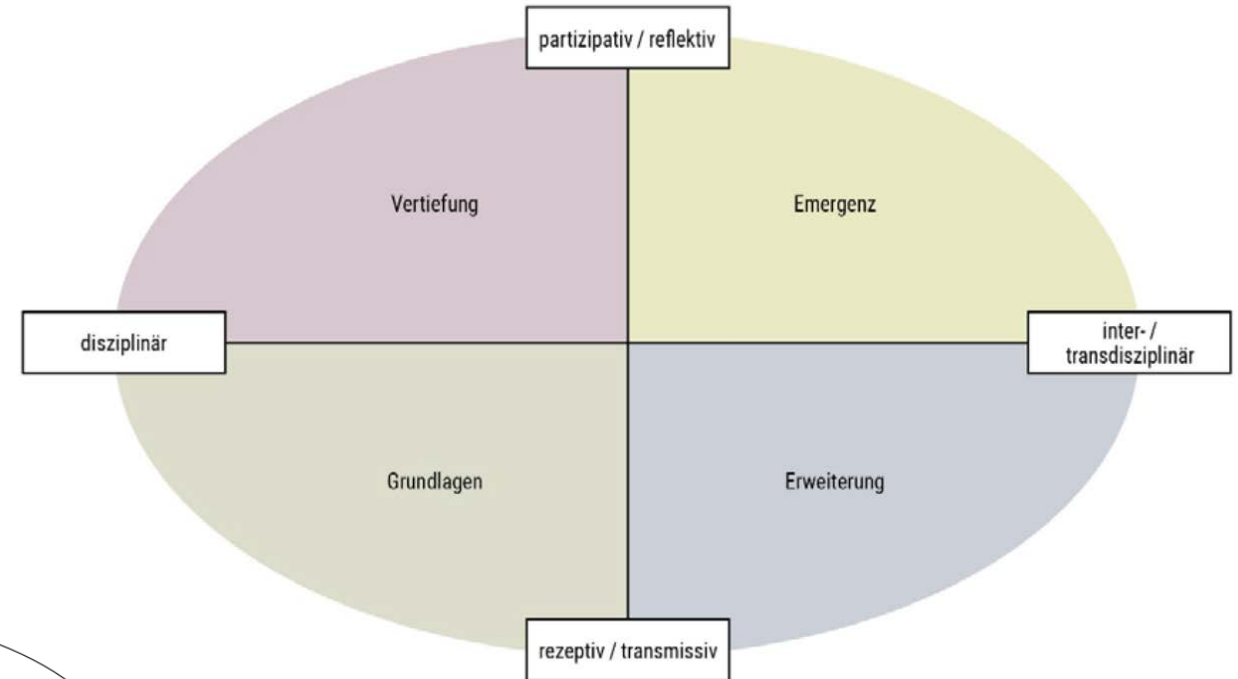 partizipativ / reflektiv
Vertiefung
Emergenz
disziplinär
inter- /
transdisziplinär
Grundlagen
Erweiterung
rezeptiv / transmissiv